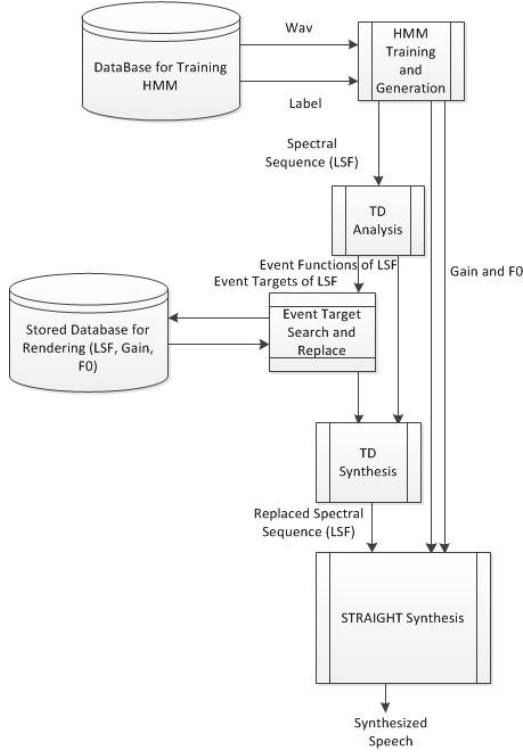 Wav
DataBase for Training
HMM
Label
HMM
Training
and
Generation
Spectral
Sequence (LSF)
TD
Analysis
Gain and F0
Event Functions of LSF
Event Targets of LSF
Stored Database for
Rendering (LSF, Gain,
F0)
Event Target
Search and
Replace
TD
Synthesis
Replaced Spectral
Sequence (LSF)
STRAIGHT Synthesis
Synthesized
Speech